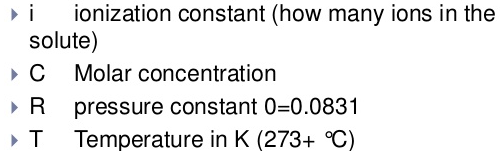 i ionization constant (how many ions in the
solute)
C Molar concentration
R pressure constant 0=0.0831
T Temperature in K (273+ °C)